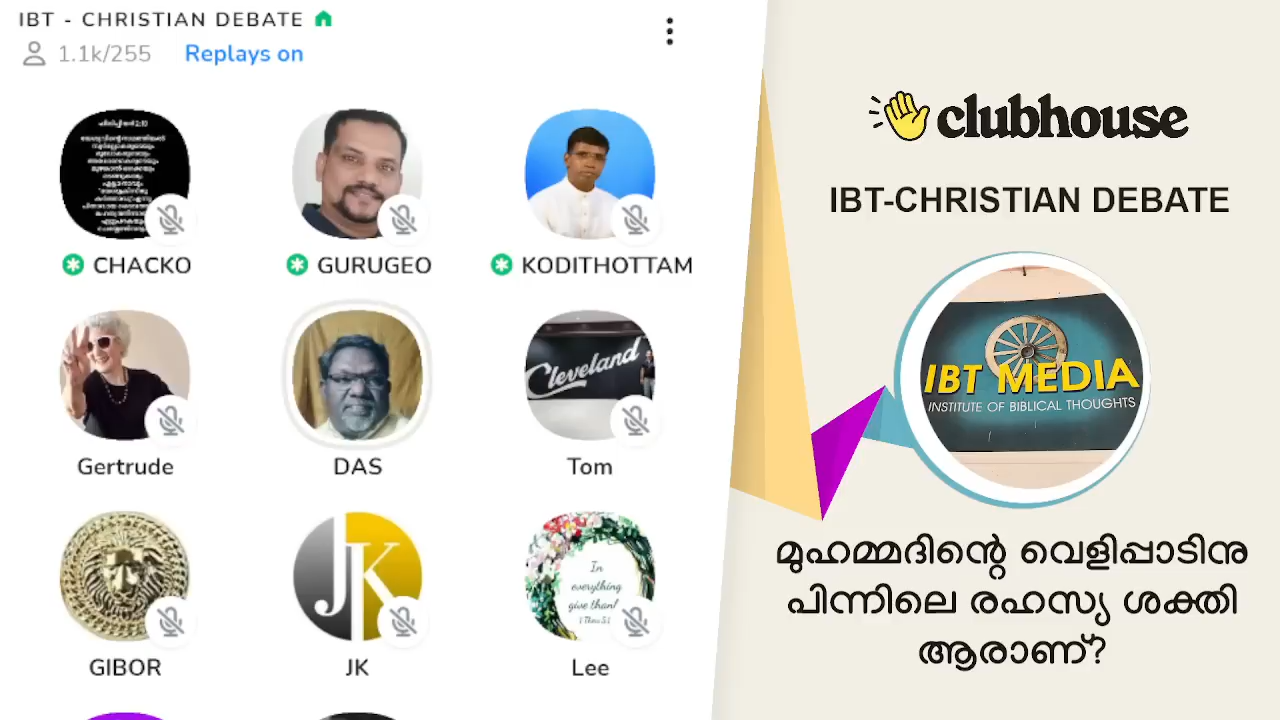 IBT - CHRISTIAN DEBATE
1.1k/255 Replays on
CHACKO
GURUGEO
KODITHOTTAM
Cleveland
Gertrude
DAS
Tom
JK
In
everything
give thanks
GIBOR
JK
Lee
clubhouse
IBT-CHRISTIAN DEBATE
IBT MEDIA
INSTITUTE OF BIBLICAL THOUGHTS
മുഹമ്മദിന്റെ വെളിപ്പാടിനു
പിന്നിലെ രഹസ്യ ശക്തി
ആരാണ്?